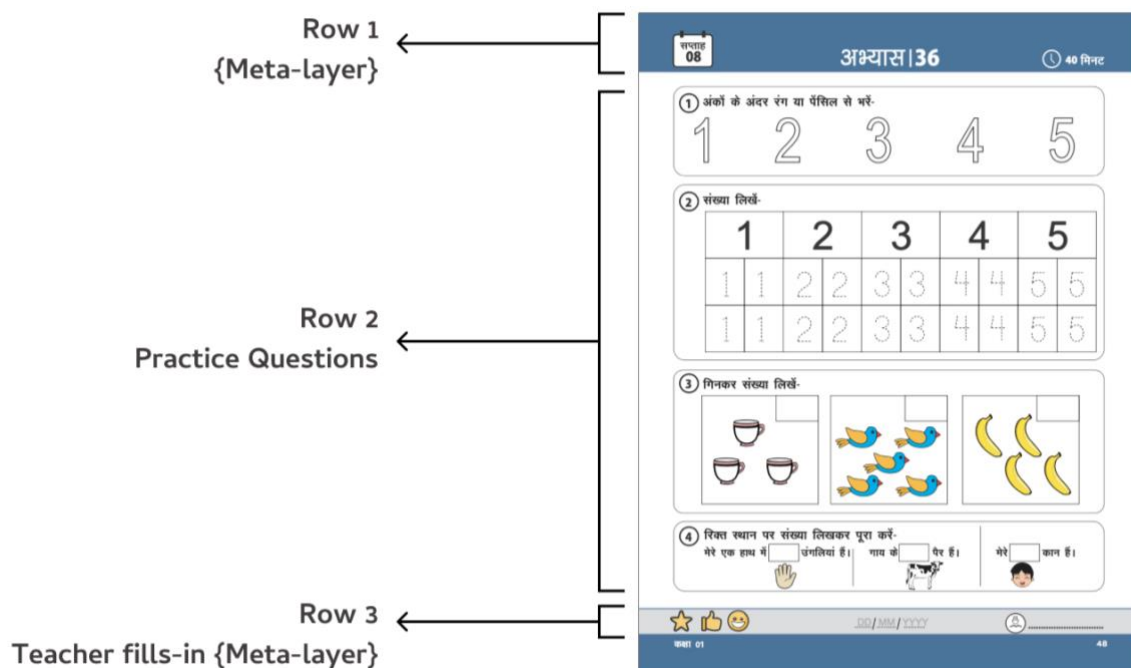 Row 1
{Meta-layer}
Row 2
Practice Questions
Row 3
Teacher fills-in {Meta-layer}
सप्ताह
08
अभ्यास|36
40 मिनट
1 अंकों के अंदर रंग या पेंसिल से भरें-
1 2 3 4 5
2 संख्या लिखें-
1 2 3 4 5
1 1 2 2 3 3 4 4 5 5
1 1 2 2 3 3 4 4 5 5
3 गिनकर संख्या लिखें-
4 रिक्त स्थान पर संख्या लिखकर पूरा करें-
मेरे एक हाथ में उंगलियां हैं। गाय के पैर हैं। मेरे कान हैं।
DD/MM/YYYY
कक्षा 01
48